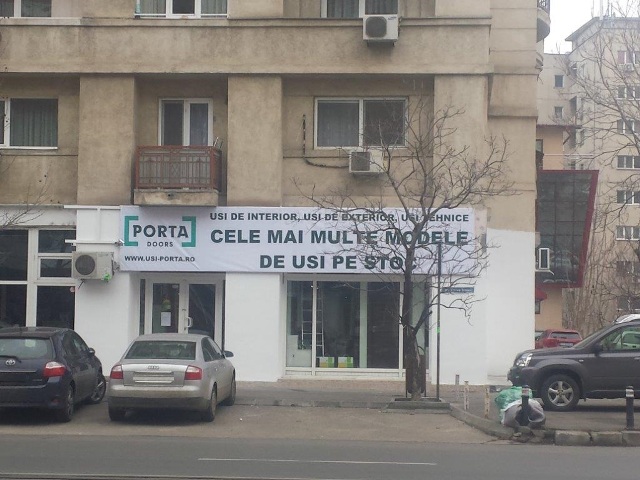 PORTA
DOORS
WWW.USI-PORTA.RO
USI DE INTERIOR, USI DE EXTERIOR, USI TEHNICE
CELE MAI MULTE MODELE
DE USI PE STOC